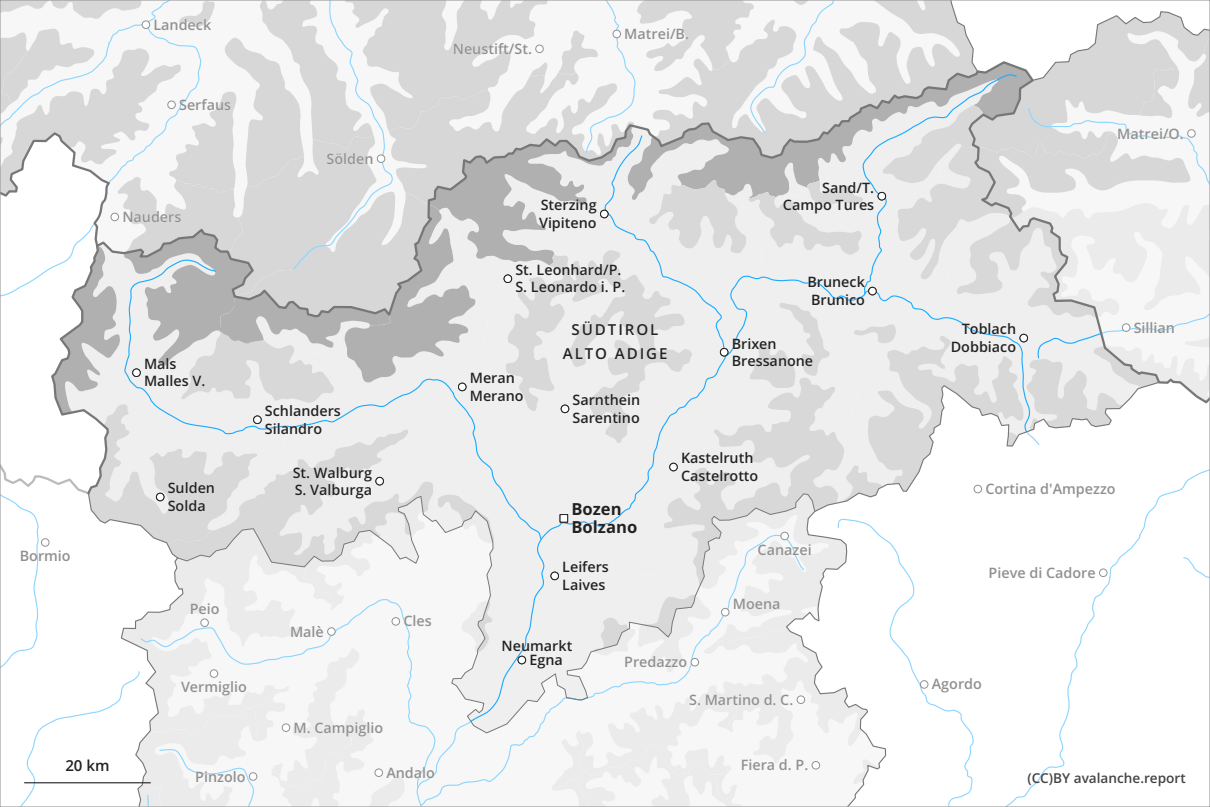 Landeck
Neustift/St.
Matrei/B.
Serfaus
Matrei/O.
Sölden
Sand/T.
Campo Tures
Sterzing
Vipiteno
Nauders
St. Leonhard/P.
S. Leonardo i. P.
Bruneck
Brunico
SÜDTIROL
ALTO ADIGE
Toblach
Dobbiaco
Sillian
Brixen
Bressanone
Mals
Malles V.
Meran
Merano
Schlanders
Silandro
Sarnthein
Sarentino
Kastelruth
Castelrotto
St. Walburg
S. Valburga
Sulden
Solda
Cortina d'Ampezzo
Bozen
Bolzano
Bormio
Canazei
Leifers
Laives
Pieve di Cadore
Peio
Malè
Cles
Moena
Neumarkt
Egna
Predazzo
Vermiglio
Agordo
S. Martino d. C.
M. Campiglio
Fiera d. P.
20 km
Pinzolo
Andalo
(CC)BY avalanche.report